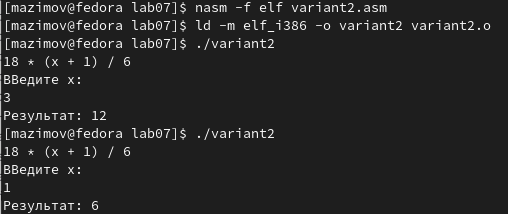 [mazimov@fedora lab07]$ nasm -f elf variant2.asm
[mazimov@fedora lab07]$ ld -m elf_i386 -o variant2 variant2.o
[mazimov@fedora lab07]$ ./variant2
18 * (x + 1) / 6
ВВедите x:
3
Результат: 12
[mazimov@fedora lab07]$ ./variant2
18 * (x + 1) / 6
ВВедите x:
1
Результат: 6